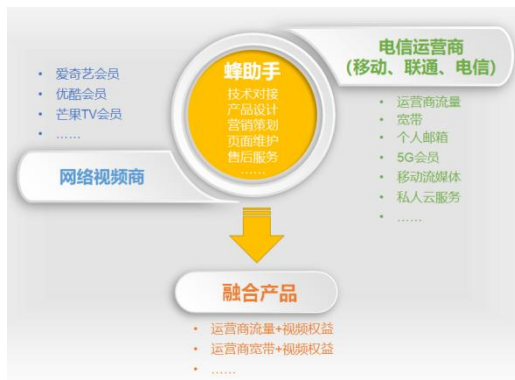 • 爱奇艺会员
• 优酷会员
• 芒果TV会员
• ……
网络视频商
蜂助手
技术对接
产品设计
营销策划
页面维护
售后服务
……
电信运营商
(移动、联通、电信)
• 运营商流量
• 宽带
• 个人邮箱
• 5G会员
• 移动流媒体
• 私人云服务
• ……
融合产品
• 运营商流量+视频权益
• 运营商宽带+视频权益
• ……